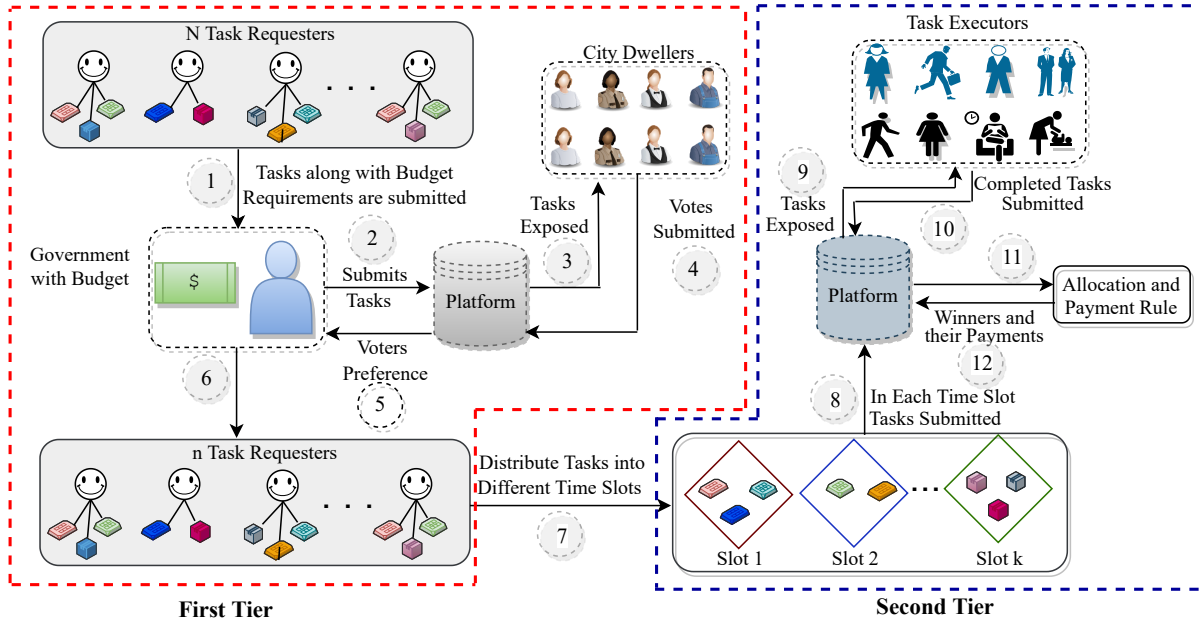 N Task Requesters
. . .
1
Tasks along with Budget
Requirements are submitted
Government
with Budget
$
2
Submits
Tasks
Platform
Tasks
Exposed
3
City Dwellers
Votes
Submitted
4
Voters
Preference
5
6
n Task Requesters
. . .
First Tier
Distribute Tasks into
Different Time Slots
7
Slot 1
Slot 2
. . .
Slot k
8
In Each Time Slot
Tasks Submitted
Platform
9
Tasks
Exposed
Task Executors
Completed Tasks
Submitted
10
11
Allocation and
Payment Rule
Winners and
their Payments
12
Second Tier